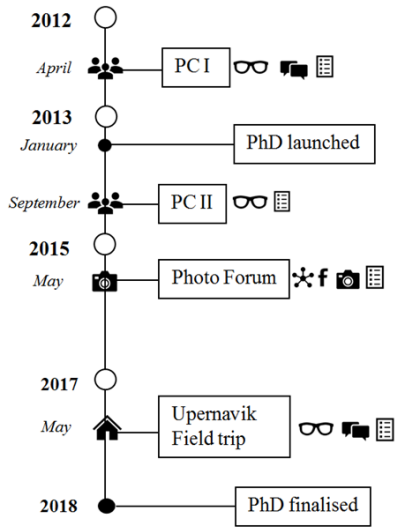 2012
April
PC I
2013
January
PhD launched
September
PC II
2015
May
Photo Forum
f
2017
May
Upernavik
Field trip
2018
PhD finalised